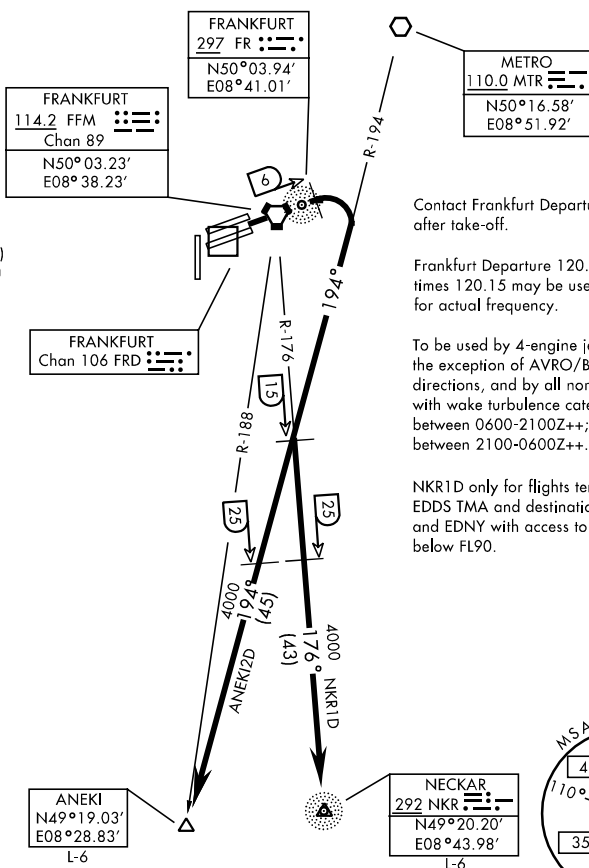 FRANKFURT
297 FR
N50°03.94'
E08°41.01'
METRO
110.0 MTR
N50°16.58'
E08°51.92'
FRANKFURT
114.2 FFM
Chan 89
N50°03.23'
E08°38.23'
R-194
6
)
194°
Contact Frankfurt Departu
after take-off.
Frankfurt Departure 120.
times 120.15 may be use
for actual frequency.
FRANKFURT
Chan 106 FRD
To be used by 4-engine je
the exception of AVRO/B
directions, and by all nor
with wake turbulence cate
between 0600-2100Z++;
between 2100-0600Z++.
R-176
15
R-188
25
25
NKR1D only for flights ter
EDDS TMA and destinatio
and EDNY with access to
below FL90.
4000
194°
(45)
ANEKI2D
4000
176°
(43)
NKR1D
MSA
4
110°
35
ANEKI
N49°19.03'
E08°28.83'
L-6
NECKAR
292 NKR
N49°20.20'
E08°43.98'
L-6